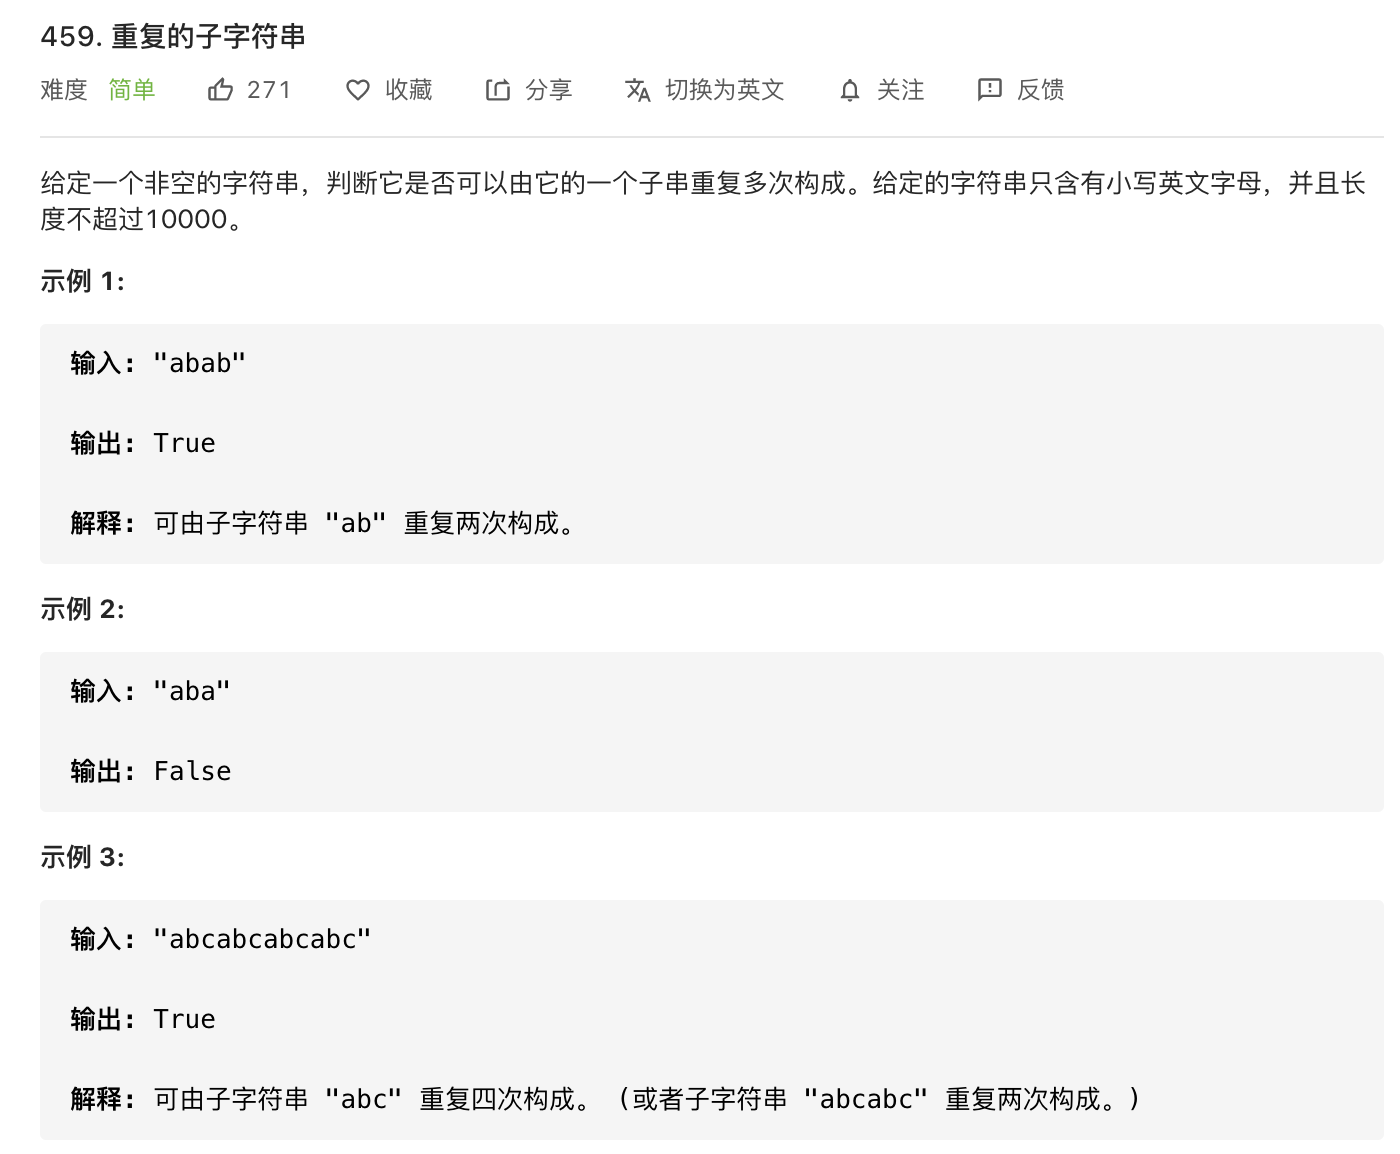 459. 重复的子字符串
难度 简单 271 收藏 分享 切换为英文 关注 反馈
给定一个非空的字符串，判断它是否可以由它的一个子串重复多次构成。给定的字符串只含有小写英文字母，并且长
度不超过10000。
示例 1:
输入: "abab"
输出: True
解释: 可由子字符串 "ab" 重复两次构成。
示例 2:
输入: "aba"
输出: False
示例 3:
输入: "abcabcabcabc"
输出: True
解释: 可由子字符串 "abc" 重复四次构成。 (或者子字符串 "abcabc" 重复两次构成。)